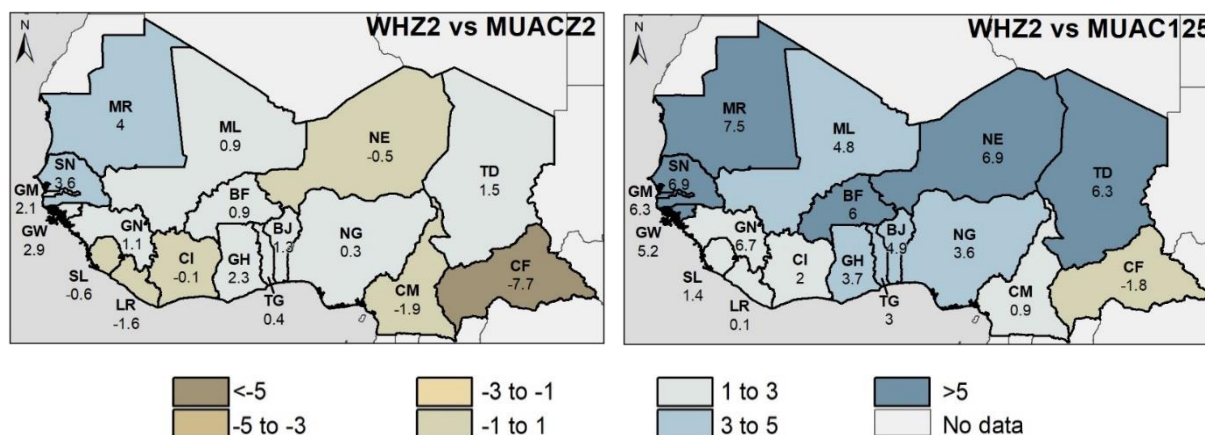 N
WHZ2 vs MUACZ2
MR
4
ML
0.9
NE
-0.5
TD
1.5
SN
3.6
GM
2.1
GW
2.9
GN
1.1
BF
0.9
BJ
1.3
NG
0.3
SL
-0.6
LR
-1.6
CI
-0.1
GH
2.3
TG
0.4
CM
-1.9
CF
-7.7
N
WHZ2 vs MUAC125
MR
7.5
ML
4.8
NE
6.9
TD
6.3
SN
6.9
GM
6.3
GW
5.2
GN
6.7
BF
6
BJ
4.9
NG
3.6
SL
1.4
LR
0.1
CI
2
GH
3.7
TG
3
CM
0.9
CF
-1.8
<-5
-3 to -1
1 to 3
>5
-5 to -3
-1 to 1
3 to 5
No data